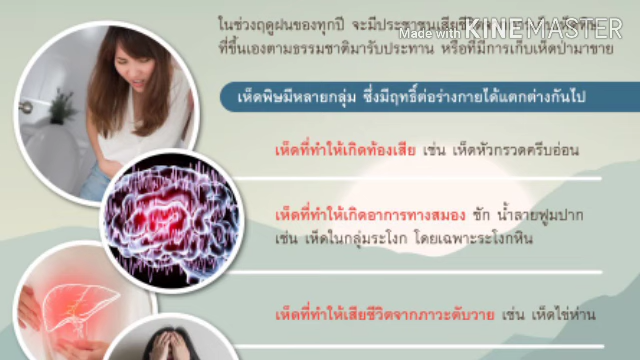 ในช่วงฤดูฝนของทุกปี จะมีประชาชนเสียชีวิต
Made with KINEMASTER
ที่ขึ้นเองตามธรรมชาติมารับประทาน หรือที่มีการเก็บเห็ดป่ามาขาย
เห็ดพิษมีหลายกลุ่ม ซึ่งมีฤทธิ์ต่อร่างกายได้แตกต่างกันไป
เห็ดที่ทำให้เกิดท้องเสีย เช่น เห็ดหัวกรวดครีบอ่อน
เห็ดที่ทำให้เกิดอาการทางสมอง ชัก น้ำลายฟูมปาก
เช่น เห็ดในกลุ่มระโงก โดยเฉพาะระโงกหิน
เห็ดที่ทำให้เสียชีวิตจากภาวะตับวาย เช่น เห็ดไข่ห่าน